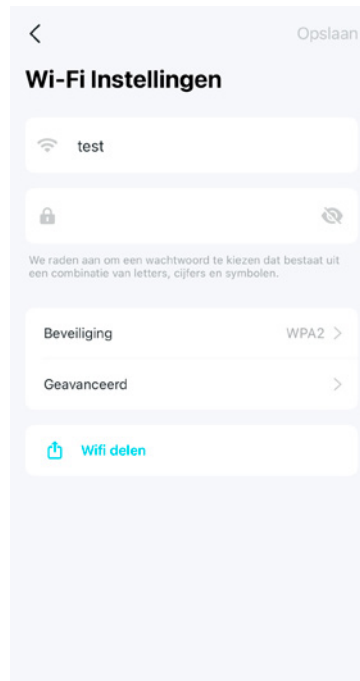 Opslaan
Wi-Fi Instellingen
test
We raden aan om een wachtwoord te kiezen dat bestaat uit
een combinatie van letters, cijfers en symbolen.
Beveiliging WPA2
Geavanceerd
Wifi delen